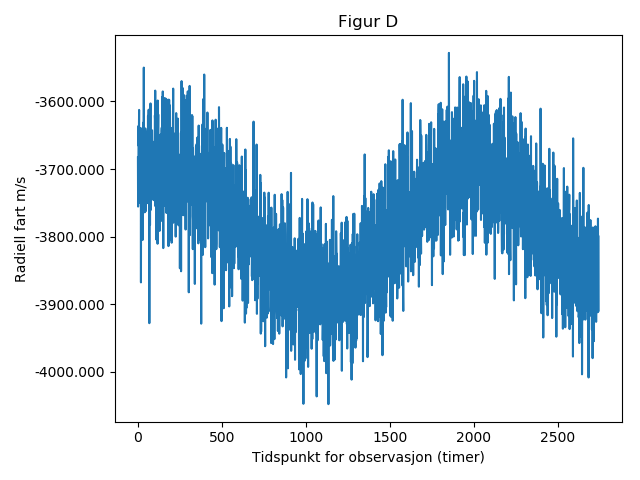 Figur D
Radiell fart m/s
-3600.000
-3700.000
-3800.000
-3900.000
-4000.000
0 500 1000 1500 2000 2500
Tidspunkt for observasjon (timer)